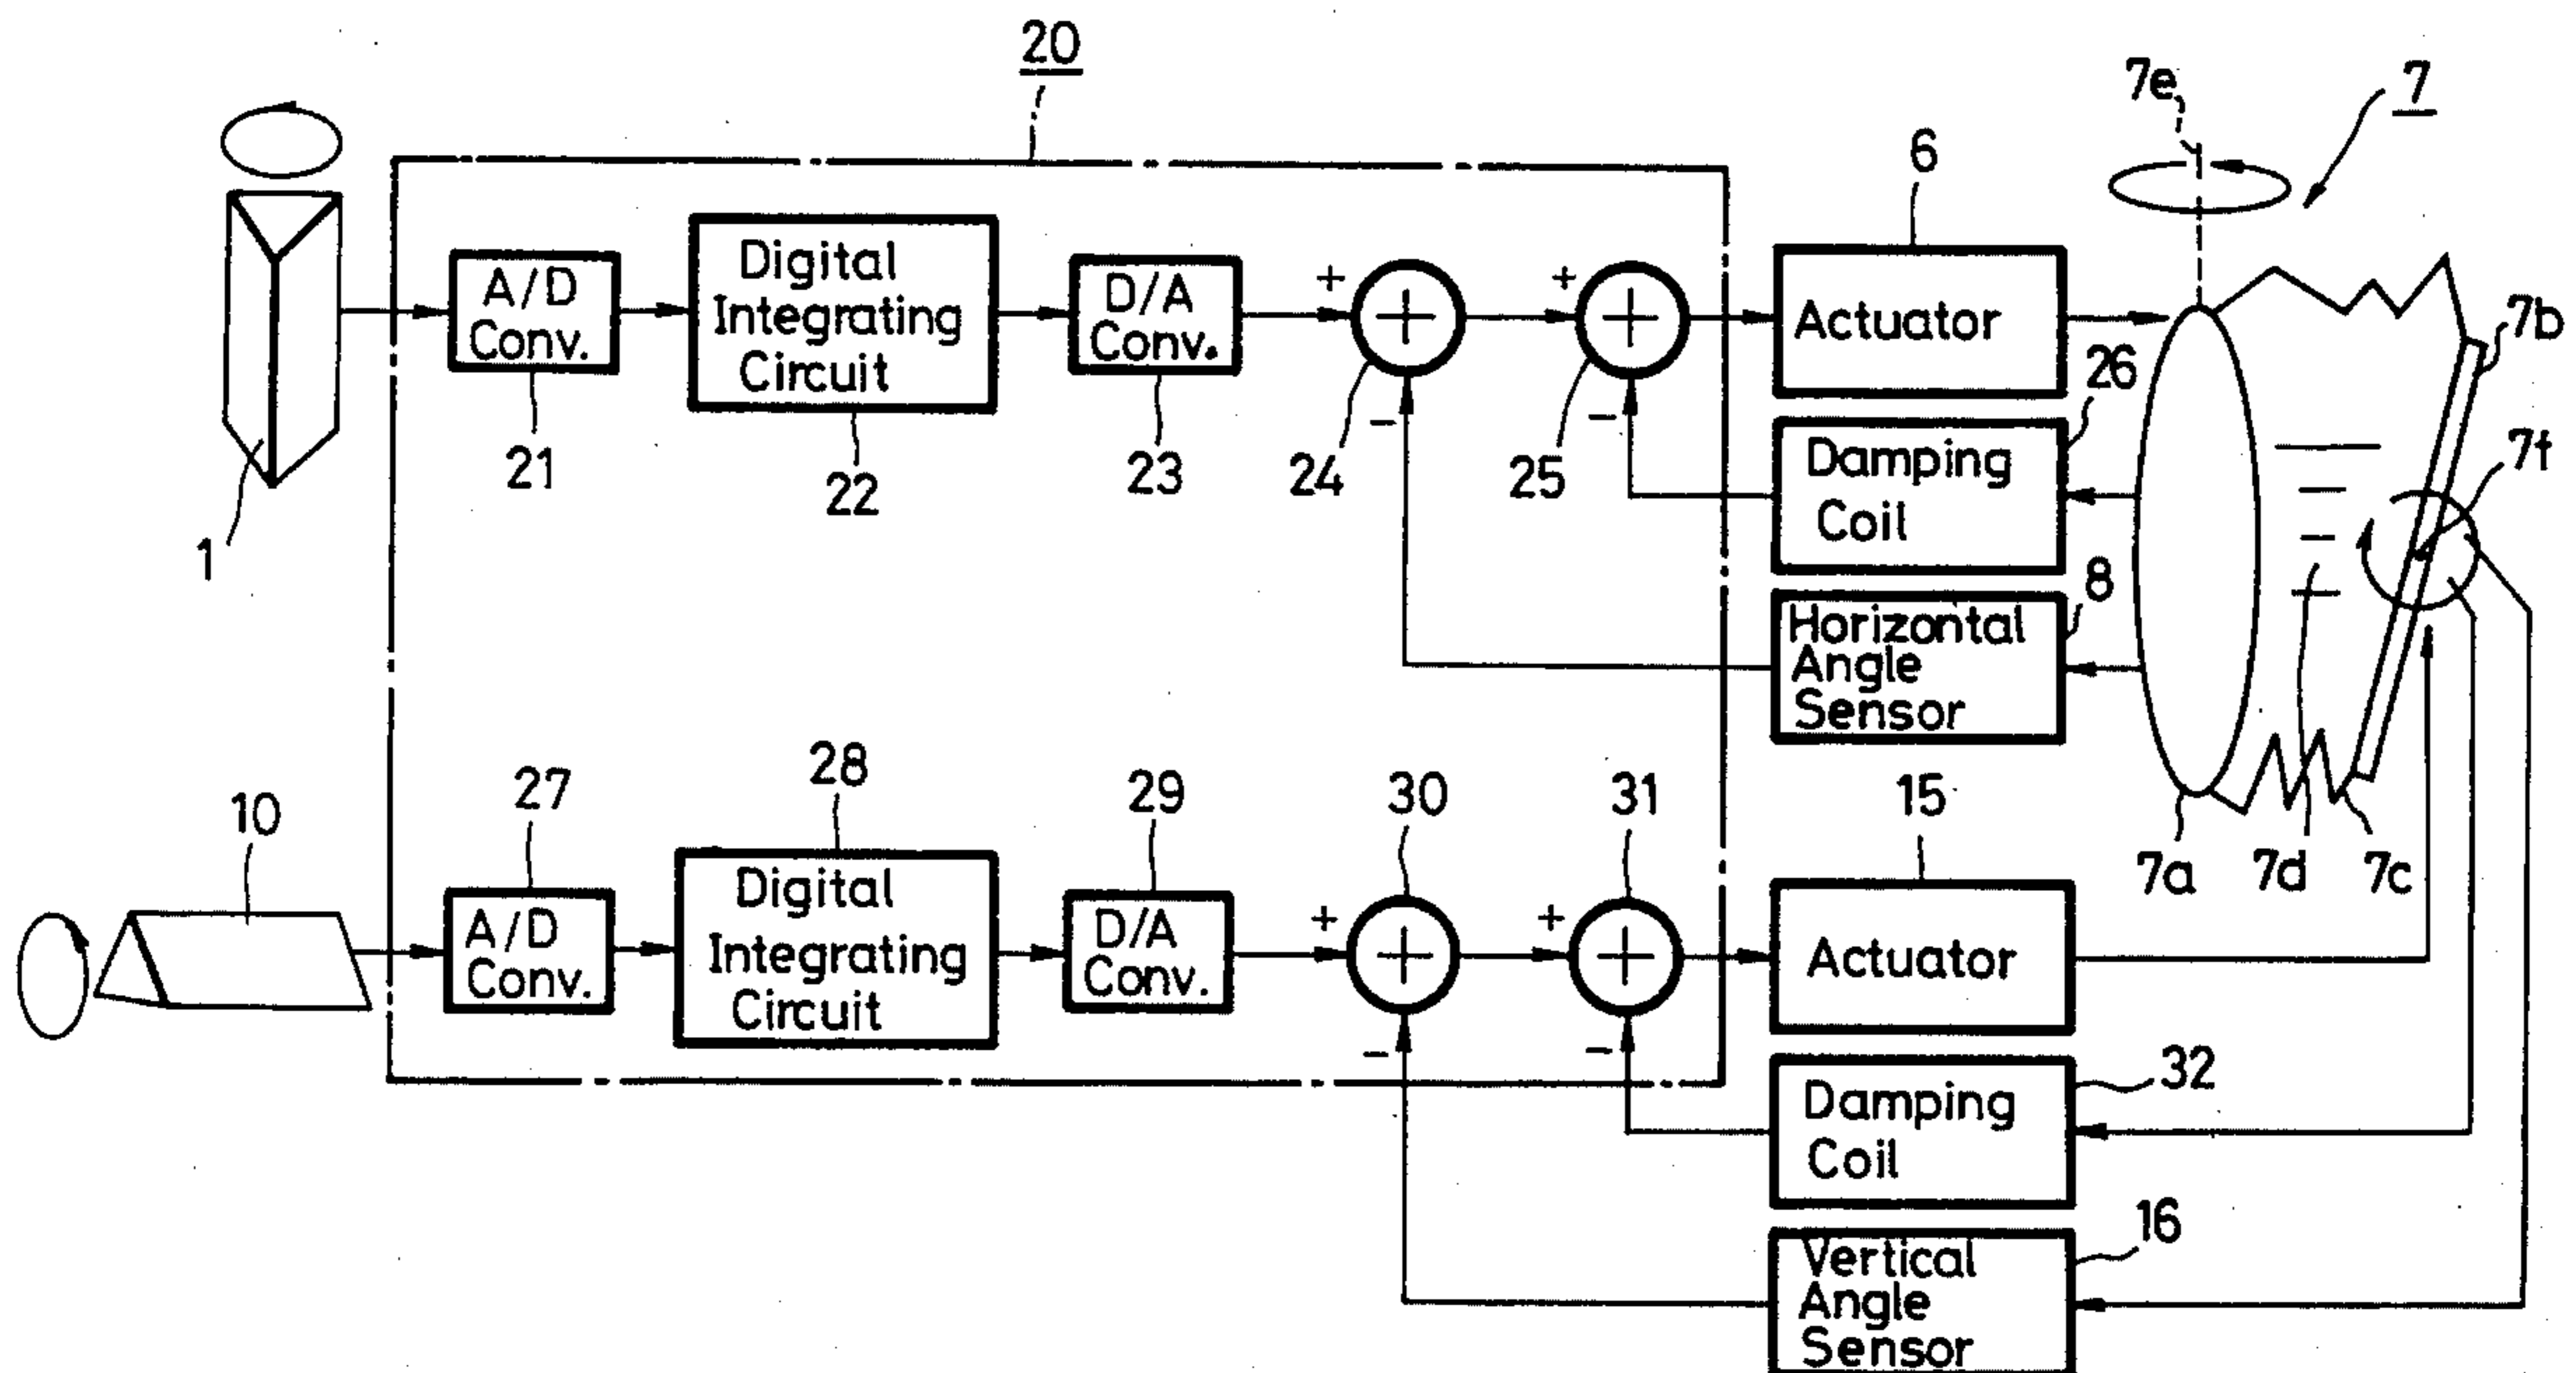 20
7e
7
6
A/D
Conv.
Digital
Integrating
Circuit
D/A
Conv.
+
+
+
+
Actuator
7b
26
1
21
22
23
24
-
25
-
Damping
Coil
7f
8
Horizontal
Angle
Sensor
10
27
28
29
30
31
15
7a
7d
7c
A/D
Conv.
Digital
Integrating
Circuit
D/A
Conv.
+
+
+
+
Actuator
-
-
Damping
Coil
32
Vertical
Angle
Sensor
16